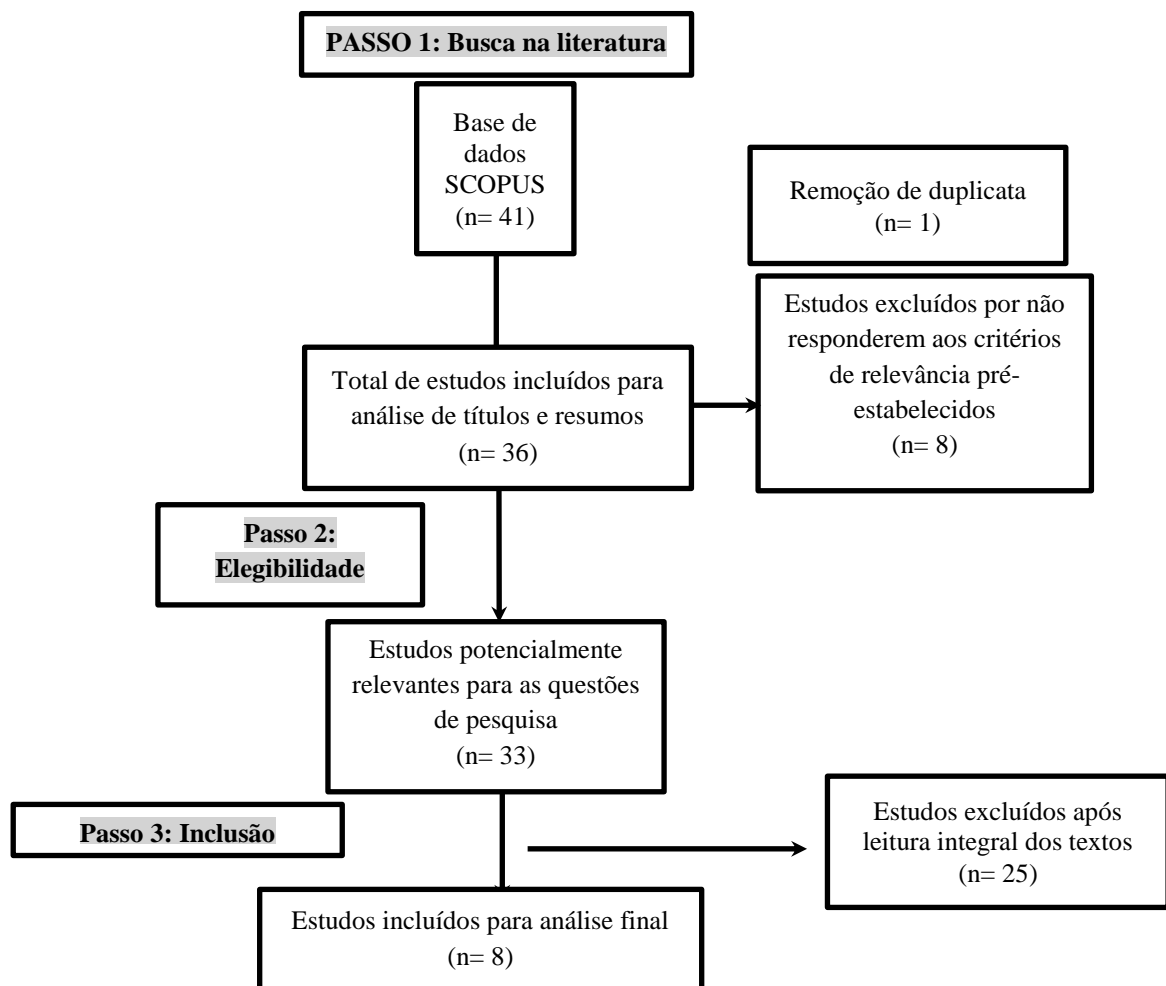 PASSO 1: Busca na literatura
Base de
dados
SCOPUS
(n= 41)
Remoção de duplicata
(n= 1)
Estudos excluídos por não
responderem aos critérios
de relevância pré-
estabelecidos
(n= 8)
Total de estudos incluídos para
análise de títulos e resumos
(n= 36)
Passo 2:
Elegibilidade
Estudos potencialmente
relevantes para as questões
de pesquisa
(n= 33)
Passo 3: Inclusão
Estudos excluídos após
leitura integral dos textos
(n= 25)
Estudos incluídos para análise final
(n= 8)